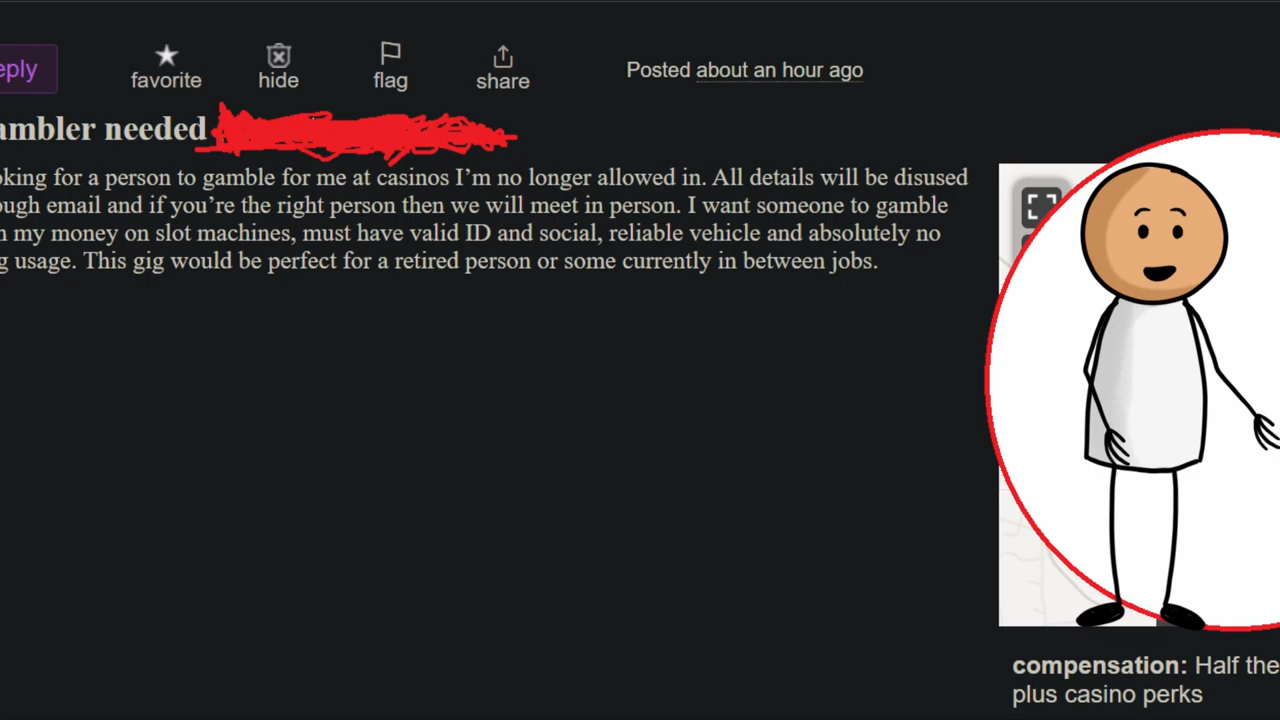 eply
favorite
hide
flag
share
Posted about an hour ago
ambler needed
oking for a person to gamble for me at casinos I'm no longer allowed in. All details will be disused
ough email and if you're the right person then we will meet in person. I want someone to gamble
h my money on slot machines, must have valid ID and social, reliable vehicle and absolutely no
g usage. This gig would be perfect for a retired person or some currently in between jobs.
compensation: Half the
plus casino perks